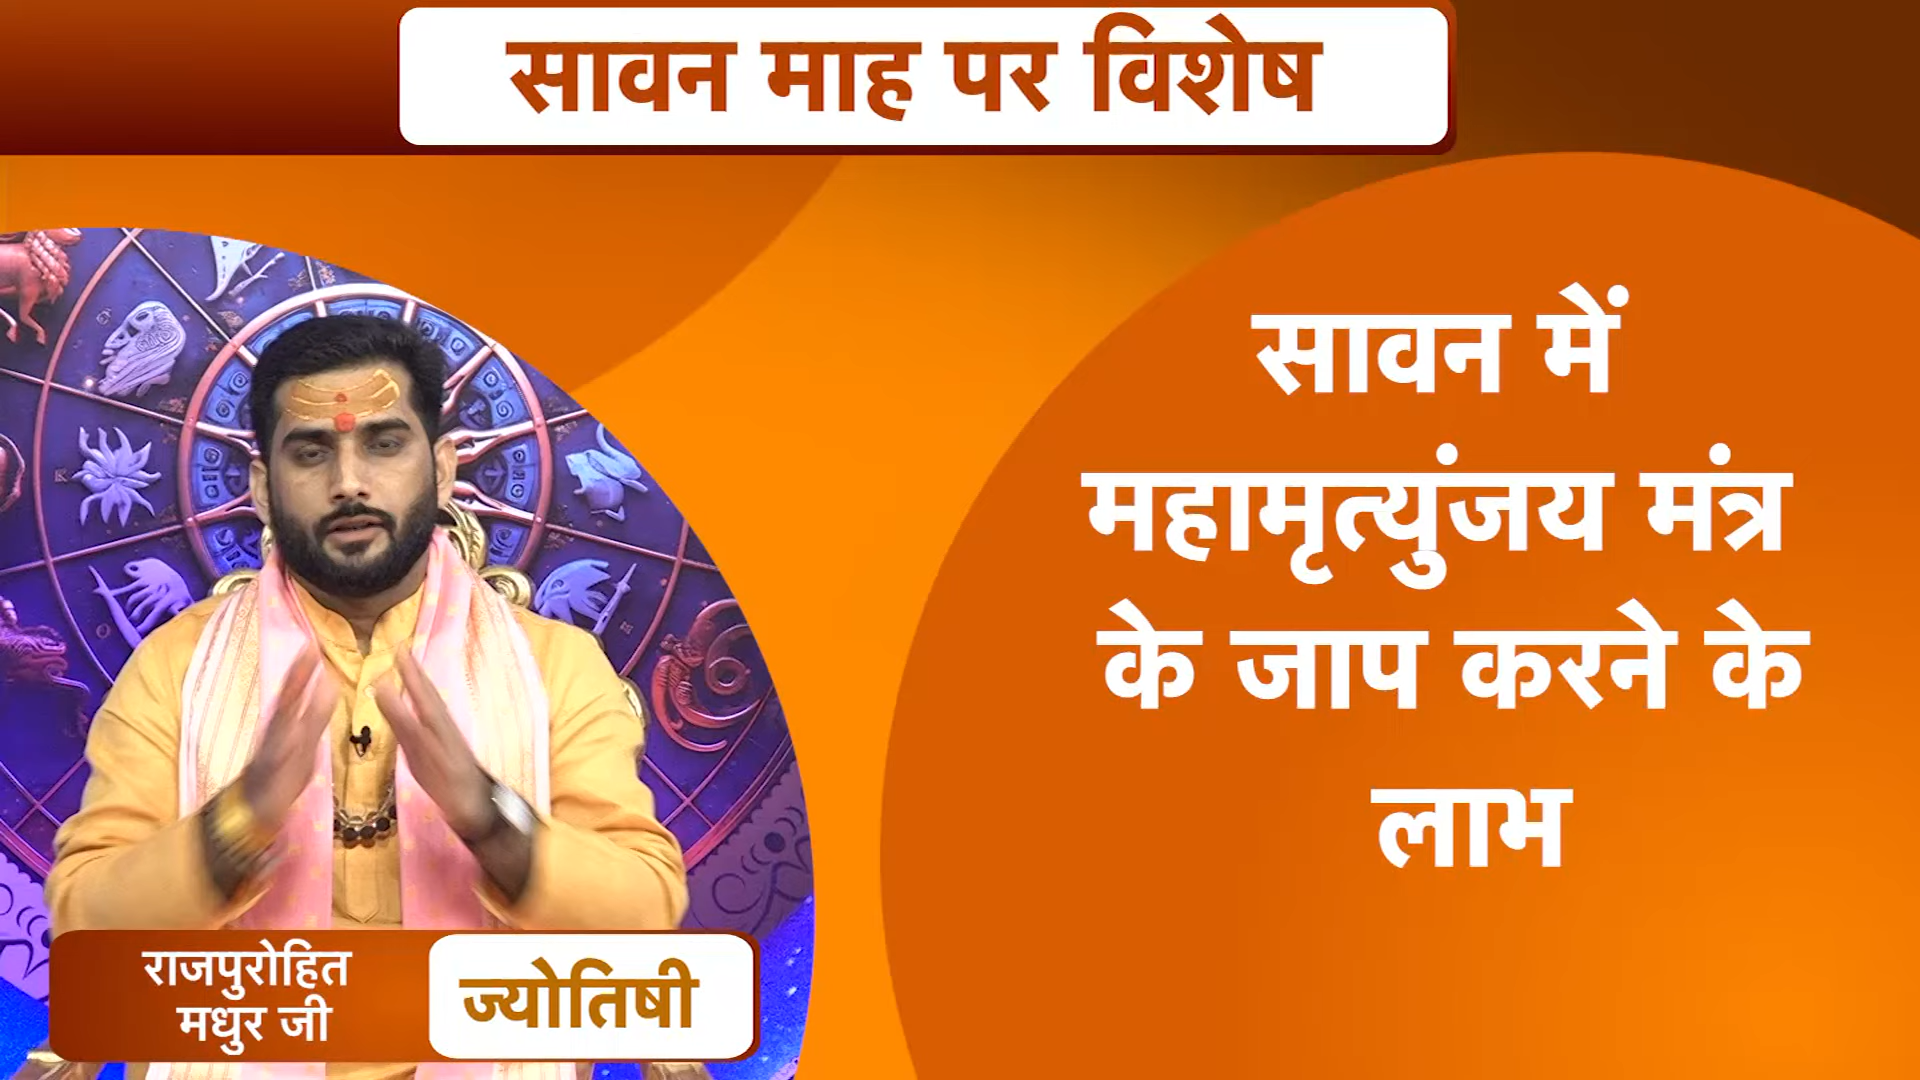 सावन माह पर विशेष
सावन में
महामृत्युंजय मंत्र
के जाप करने के
लाभ
राजपुरोहित
मधुर जी
ज्योतिषी